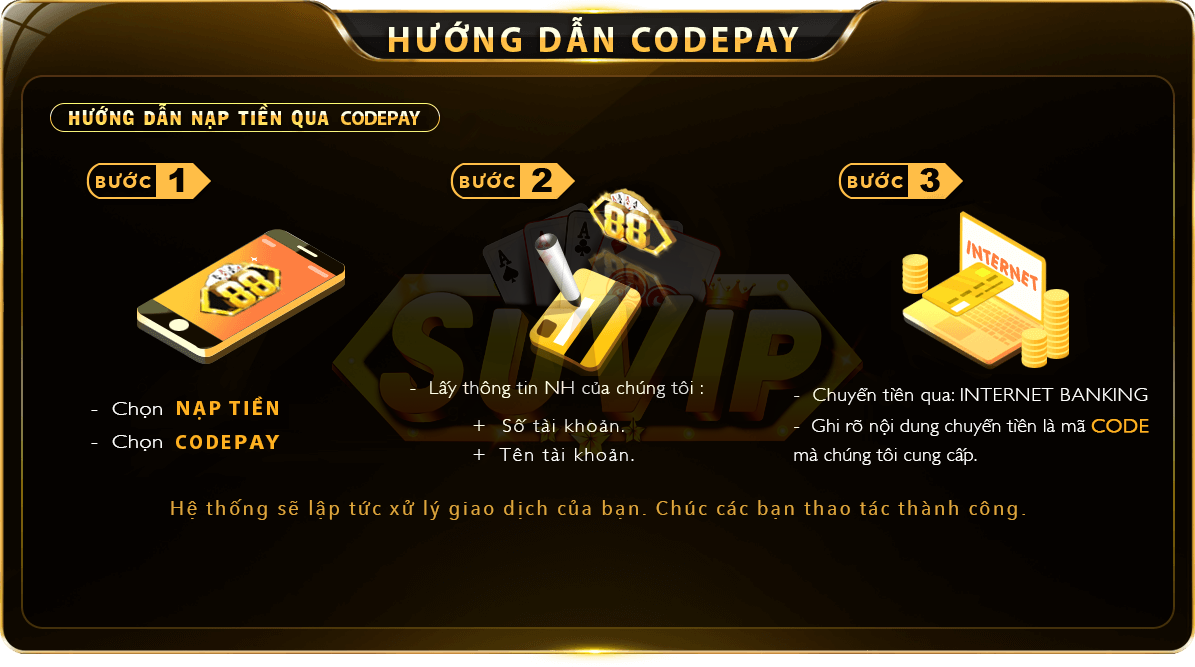 HƯỚNG DẪN CODEPAY
HƯỚNG DẪN NẠP TIỀN QUA CODEPAY
BƯỚC 1
BƯỚC 2
BƯỚC 3
88
88
INTERNET
SUVIP
- Chọn NẠP TIỀN
- Chọn CODEPAY
- Lấy thông tin NH của chúng tôi :
+ Số tài khoản.
+ Tên tài khoản.
- Chuyển tiền qua: INTERNET BANKING
- Ghi rõ nội dung chuyển tiền là mã CODE
mà chúng tôi cung cấp.
Hệ thống sẽ lập tức xử lý giao dịch của bạn. Chúc các bạn thao tác thành công.